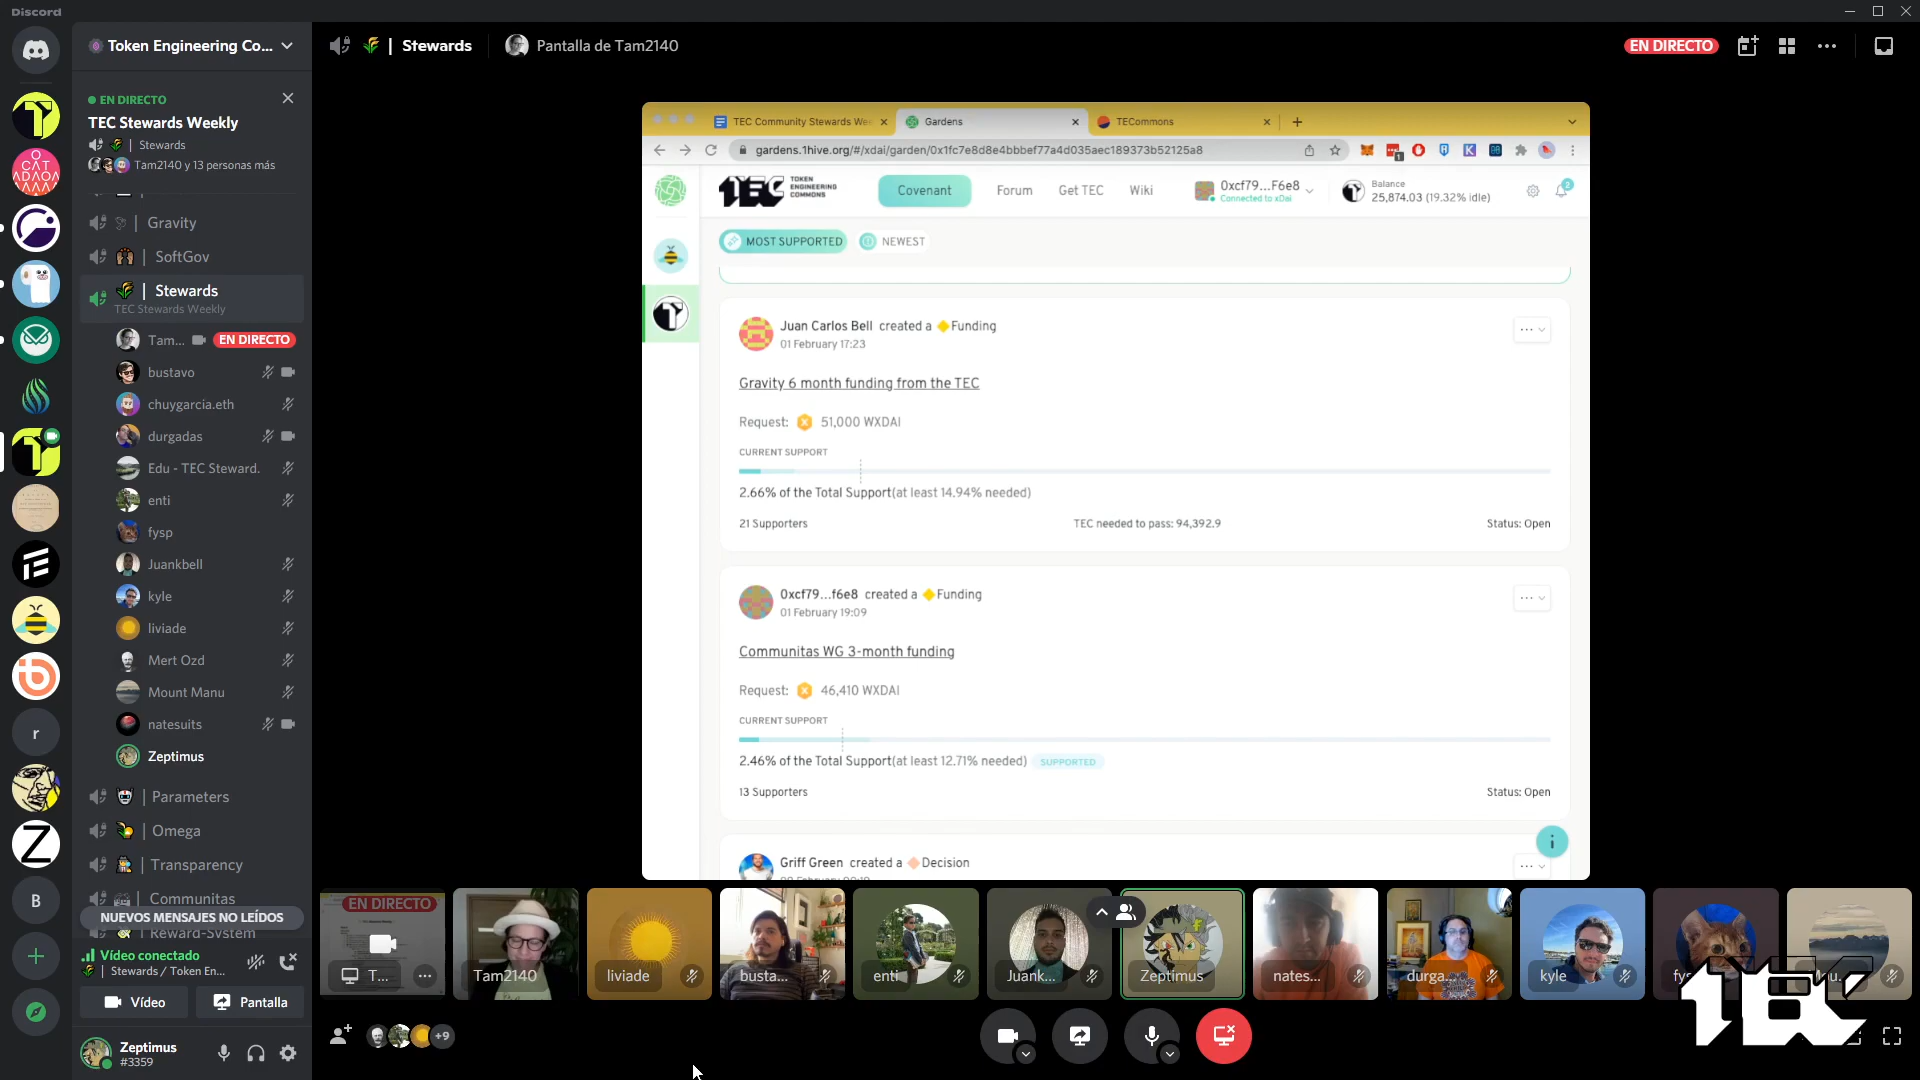 Discord
Token Engineering Co...
EN DIRECTO
TEC Stewards Weekly
| Stewards
Tam2140 y 13 personas más
| Gravity
| SoftGov
| Stewards
TEC Stewards Weekly
Tam... EN DIRECTO
bustavo
chuygarcia.eth
durgadas
Edu - TEC Steward.
enti
fysp
Juankbell
kyle
liviade
Mert Ozd
Mount Manu
natesuits
Zeptimus
| Parameters
| Omega
| Transparency
| Communitas
NUEVOS MENSAJES NO LEÍDOS
| Reward-System
Vídeo conectado
| Stewards / Token En...
Vídeo
Pantalla
Zeptimus
#3359
r
B
| Stewards
Pantalla de Tam2140
EN DIRECTO
TEC Community Stewards Wee
Gardens
TECommons
gardens.1hive.org/#/xdai/garden/0x1fc7e8d8e4bbbef77a4d035aec189373b52125a8
TEC TOKEN ENGINEERING COMMONS
Covenant
Forum
Get TEC
Wiki
0xcf79...F6e8
Connected to xDai
Balance
25,874.03 (19.32% idle)
2
MOST SUPPORTED
NEWEST
Juan Carlos Bell created a Funding
01 February 17:23
Gravity 6 month funding from the TEC
Request: 51,000 WXDAI
CURRENT SUPPORT
2.66% of the Total Support(at least 14.94% needed)
21 Supporters
TEC needed to pass: 94,392.9
Status: Open
0xcf79...f6e8 created a Funding
01 February 19:09
Communitas WG 3-month funding
Request: 46,410 WXDAI
CURRENT SUPPORT
2.46% of the Total Support(at least 12.71% needed) SUPPORTED
13 Supporters
Status: Open
Griff Green created a Decision
EN DIRECTO
T...
Tam2140
liviade
busta...
enti
Juank...
Zeptimus
nates...
durga...
kyle
+9
TEC